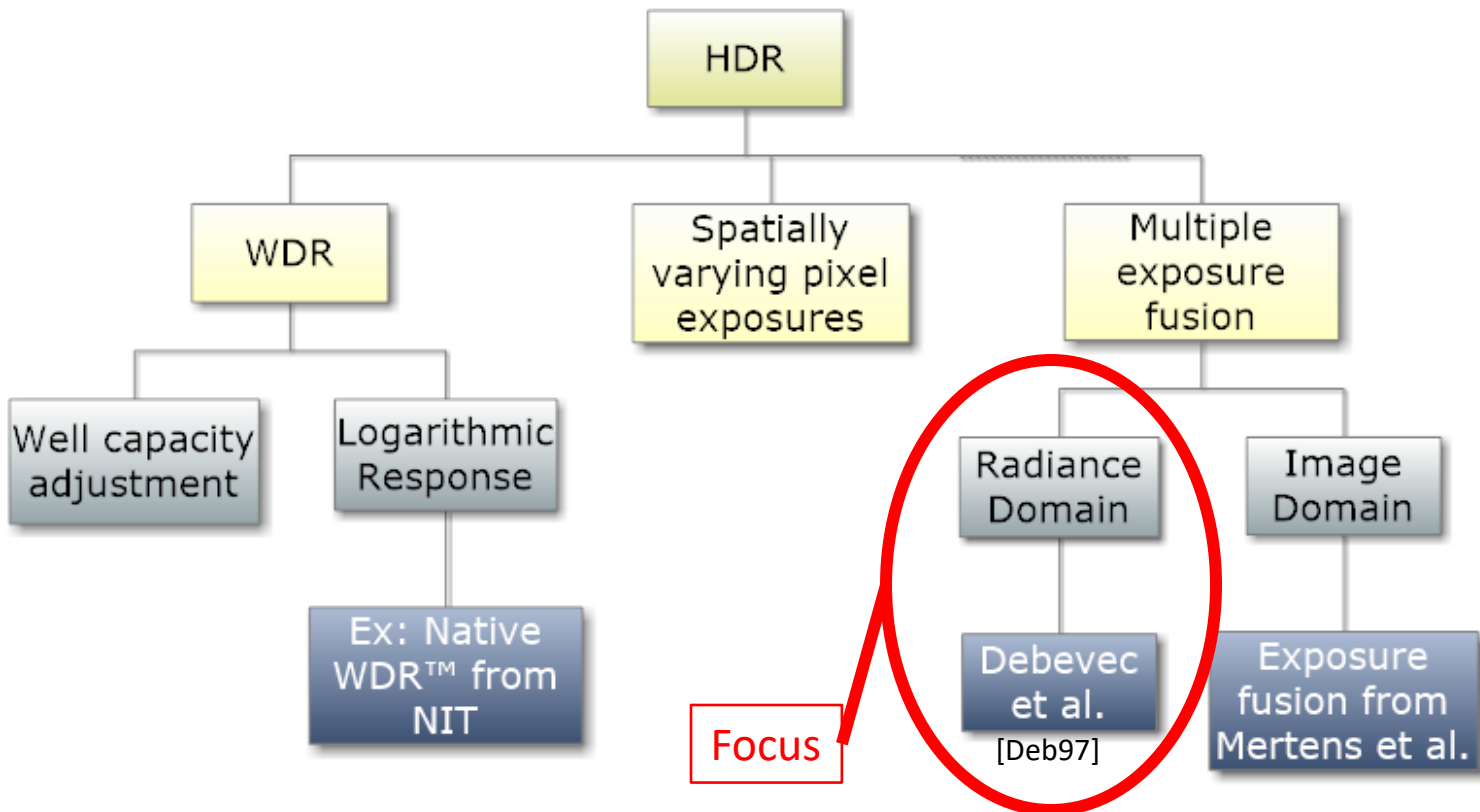 HDR
WDR
Spatially
varying pixel
exposures
Multiple
exposure
fusion
Well capacity
adjustment
Logarithmic
Response
Radiance
Domain
Image
Domain
Ex: Native
WDR™ from
NIT
Focus
Debevec
et al.
[Deb97]
Exposure
fusion from
Mertens et al.